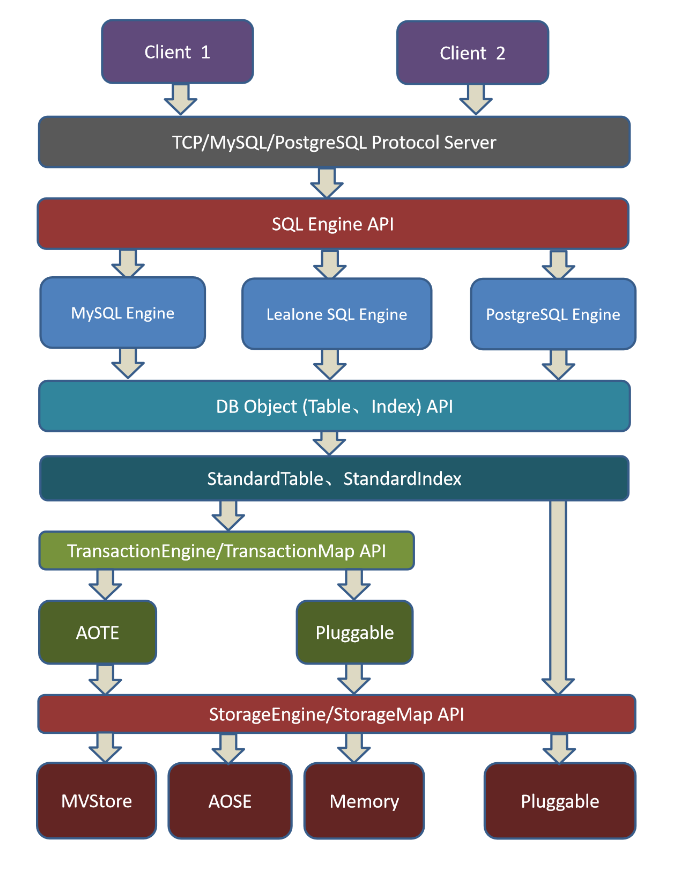 Client 1
Client 2
TCP/MySQL/PostgreSQL Protocol Server
SQL Engine API
MySQL Engine
Lealone SQL Engine
PostgreSQL Engine
DB Object (Table、Index) API
StandardTable、StandardIndex
TransactionEngine/TransactionMap API
AOTE
Pluggable
StorageEngine/StorageMap API
MVStore
AOSE
Memory
Pluggable